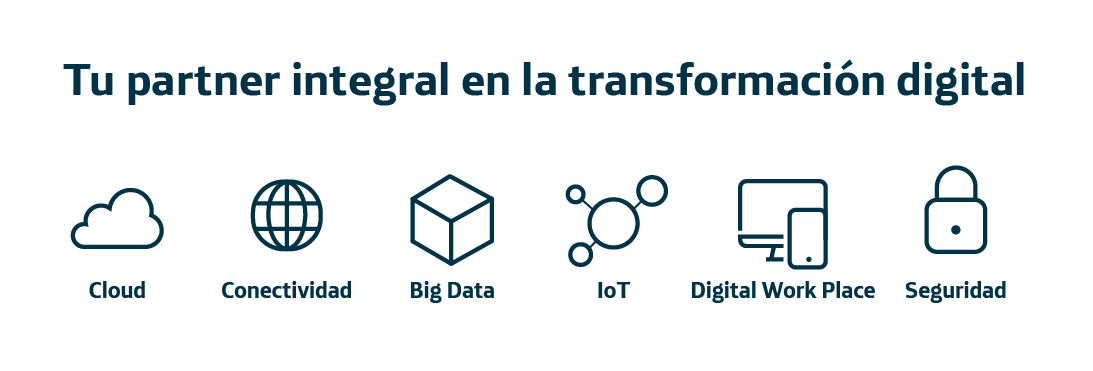 Tu partner integral en la transformación digital
Cloud
Conectividad
Big Data
IoT
Digital Work Place
Seguridad